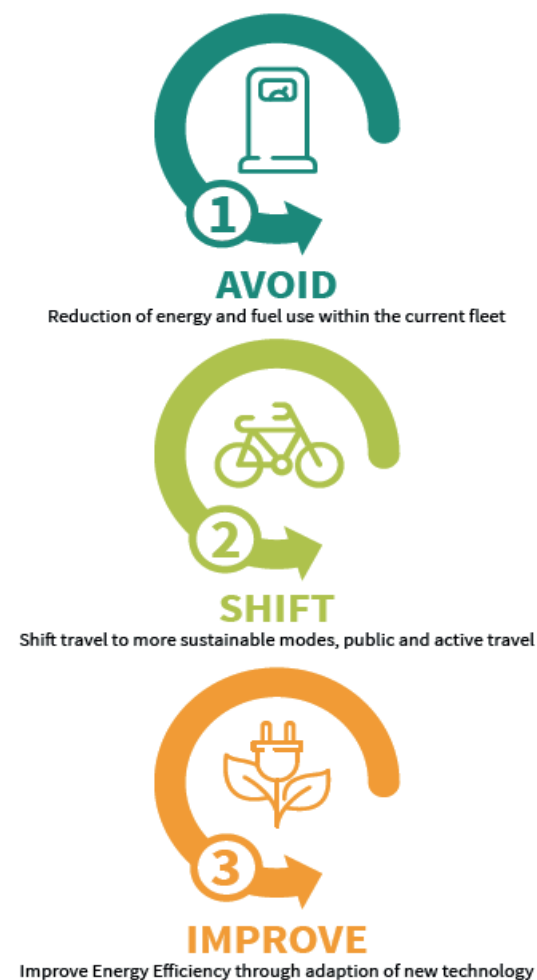 1
AVOID
Reduction of energy and fuel use within the current fleet
2
SHIFT
Shift travel to more sustainable modes, public and active travel
3
IMPROVE
Improve Energy Efficiency through adaption of new technology